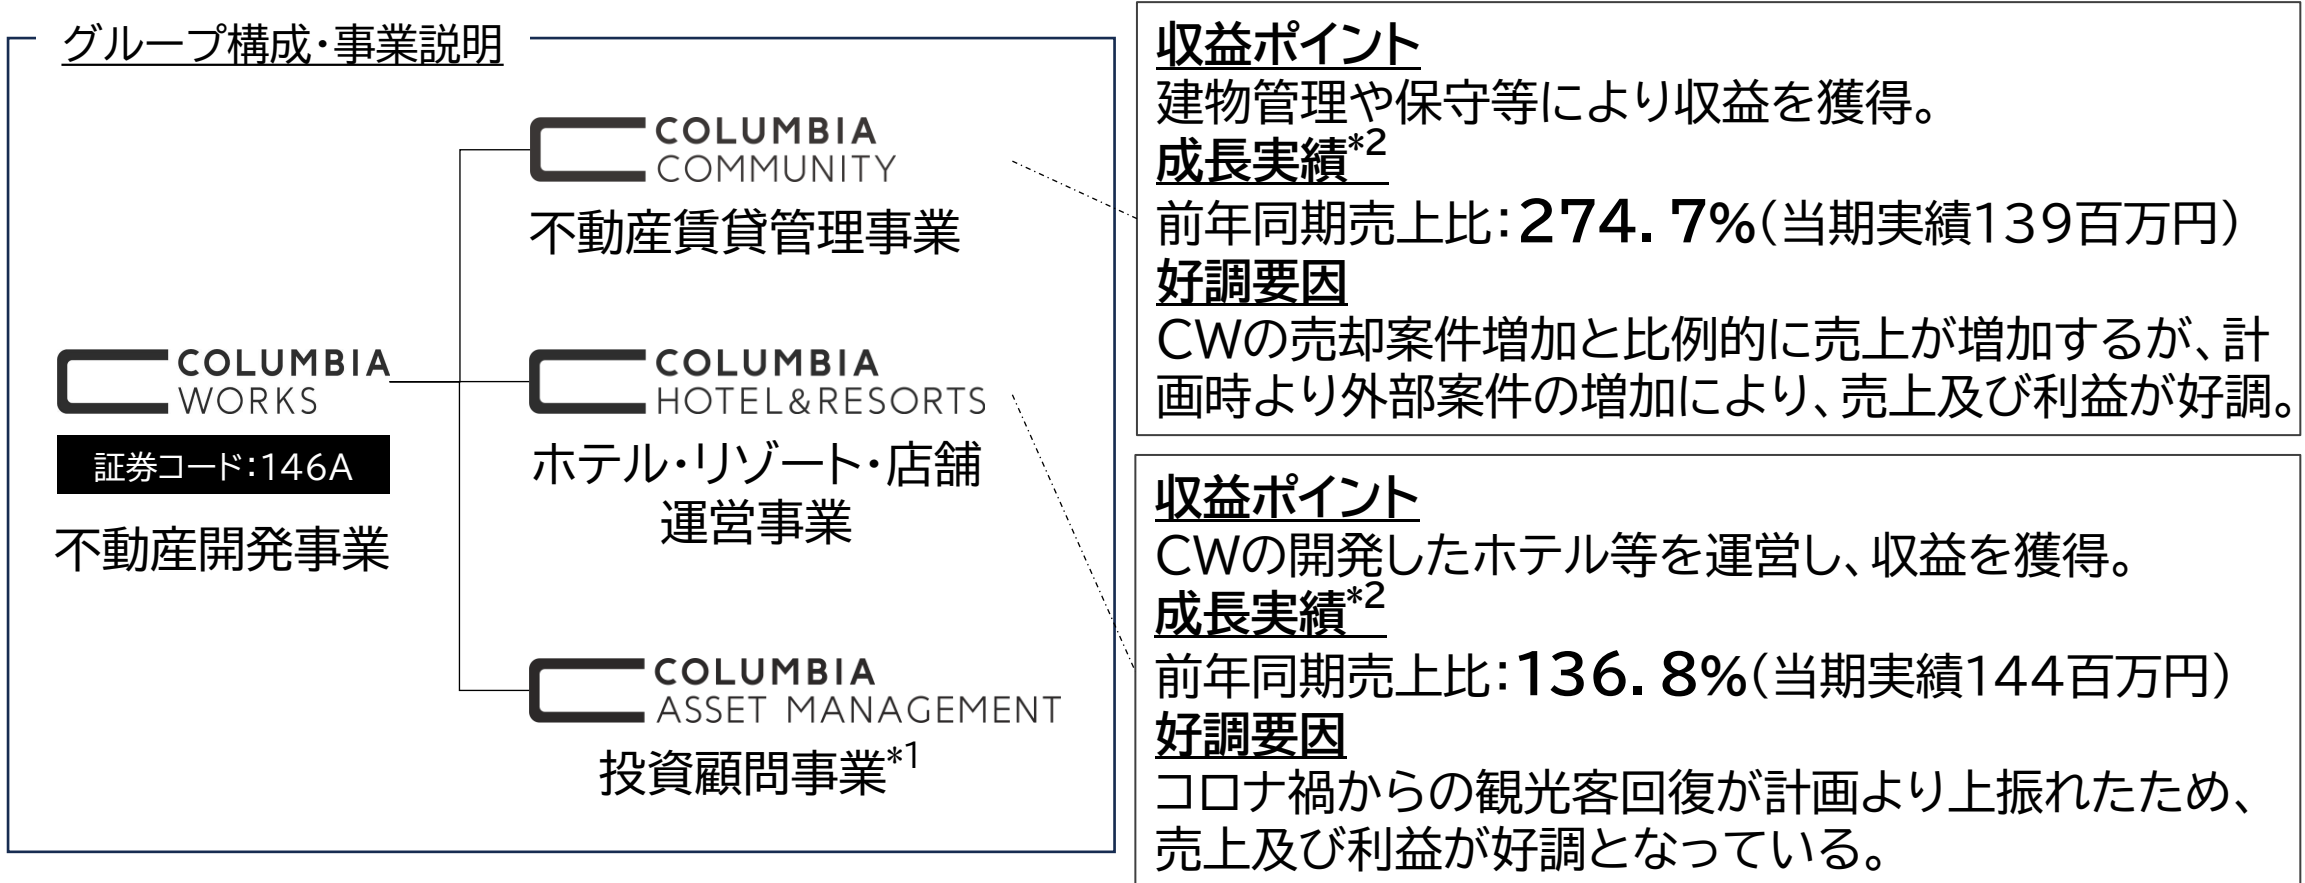 グループ構成・事業説明
COLUMBIA
COMMUNITY
不動産賃貸管理事業
COLUMBIA
WORKS
証券コード：146A
不動産開発事業
COLUMBIA
HOTEL&RESORTS
ホテル・リゾート・店舗
運営事業
COLUMBIA
ASSET MANAGEMENT
投資顧問事業*1
収益ポイント
建物管理や保守等により収益を獲得。
成長実績*2
前年同期売上比：274．7%（当期実績139百万円）
好調要因
CWの売却案件増加と比例的に売上が増加するが、計
画時より外部案件の増加により、売上及び利益が好調。
収益ポイント
CWの開発したホテル等を運営し、収益を獲得。
成長実績*2
前年同期売上比：136．8%（当期実績144百万円）
好調要因
コロナ禍からの観光客回復が計画より上振れたため、
売上及び利益が好調となっている。